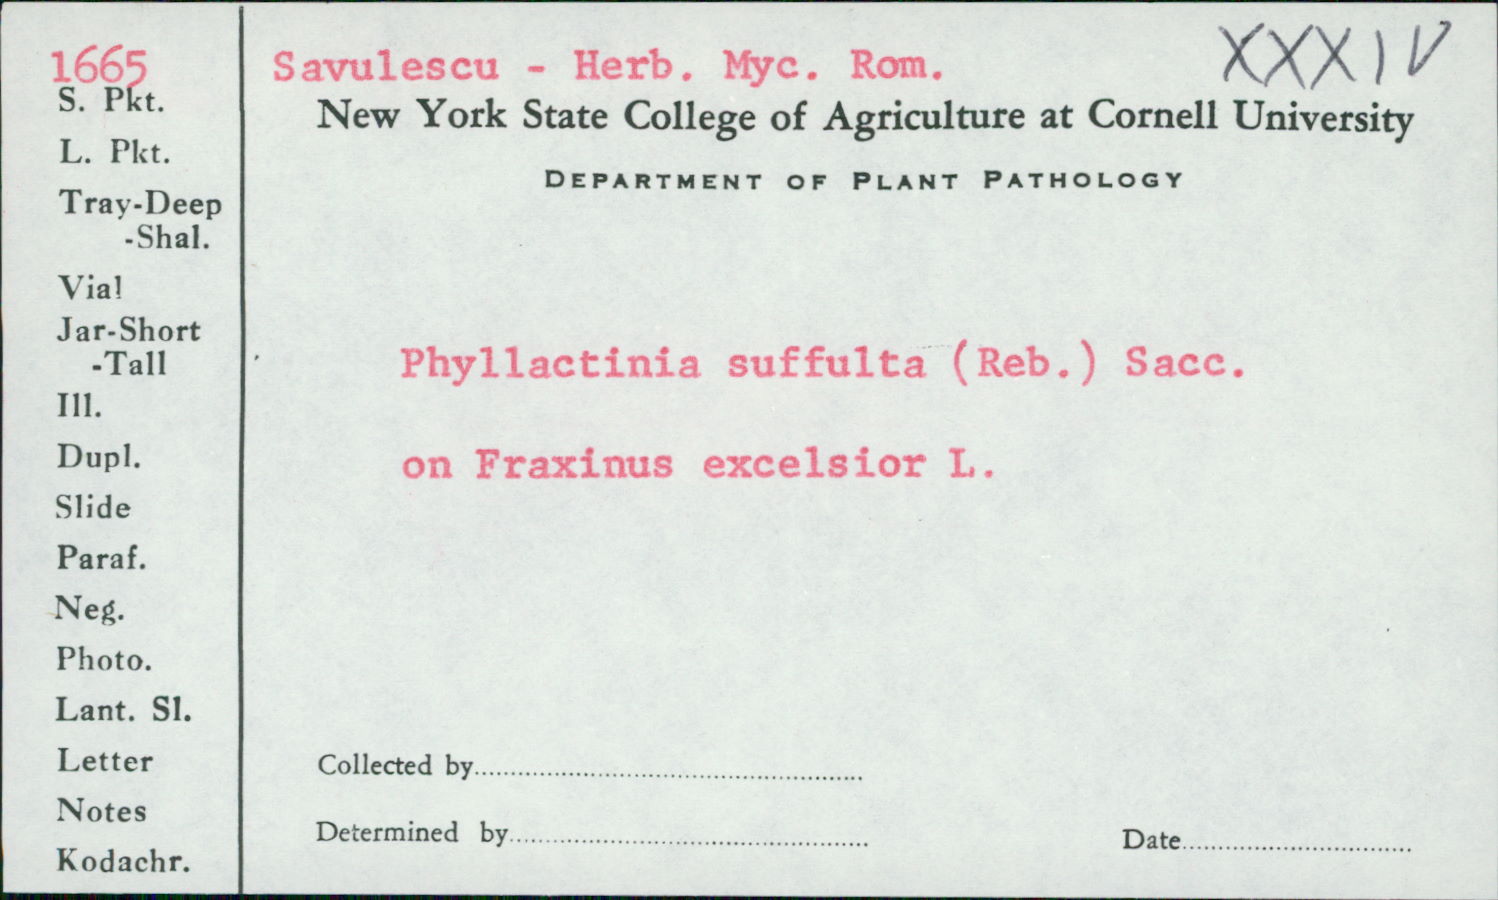 1665
S. Pkt.
L. Pkt.
Tray-Deep
-Shal.
Vial
Jar-Short
-Tall
Ill.
Dupl.
Slide
Paraf.
Neg.
Photo.
Lant. Sl.
Letter
Notes
Kodachr.
Savulescu - Herb. Myc. Rom.
XXXIV
New York State College of Agriculture at Cornell University
DEPARTMENT OF PLANT PATHOLOGY
Phyllactinia suffulta (Reb.) Sacc.
on Fraxinus excelsior L.
Collected by
Determined by
Date